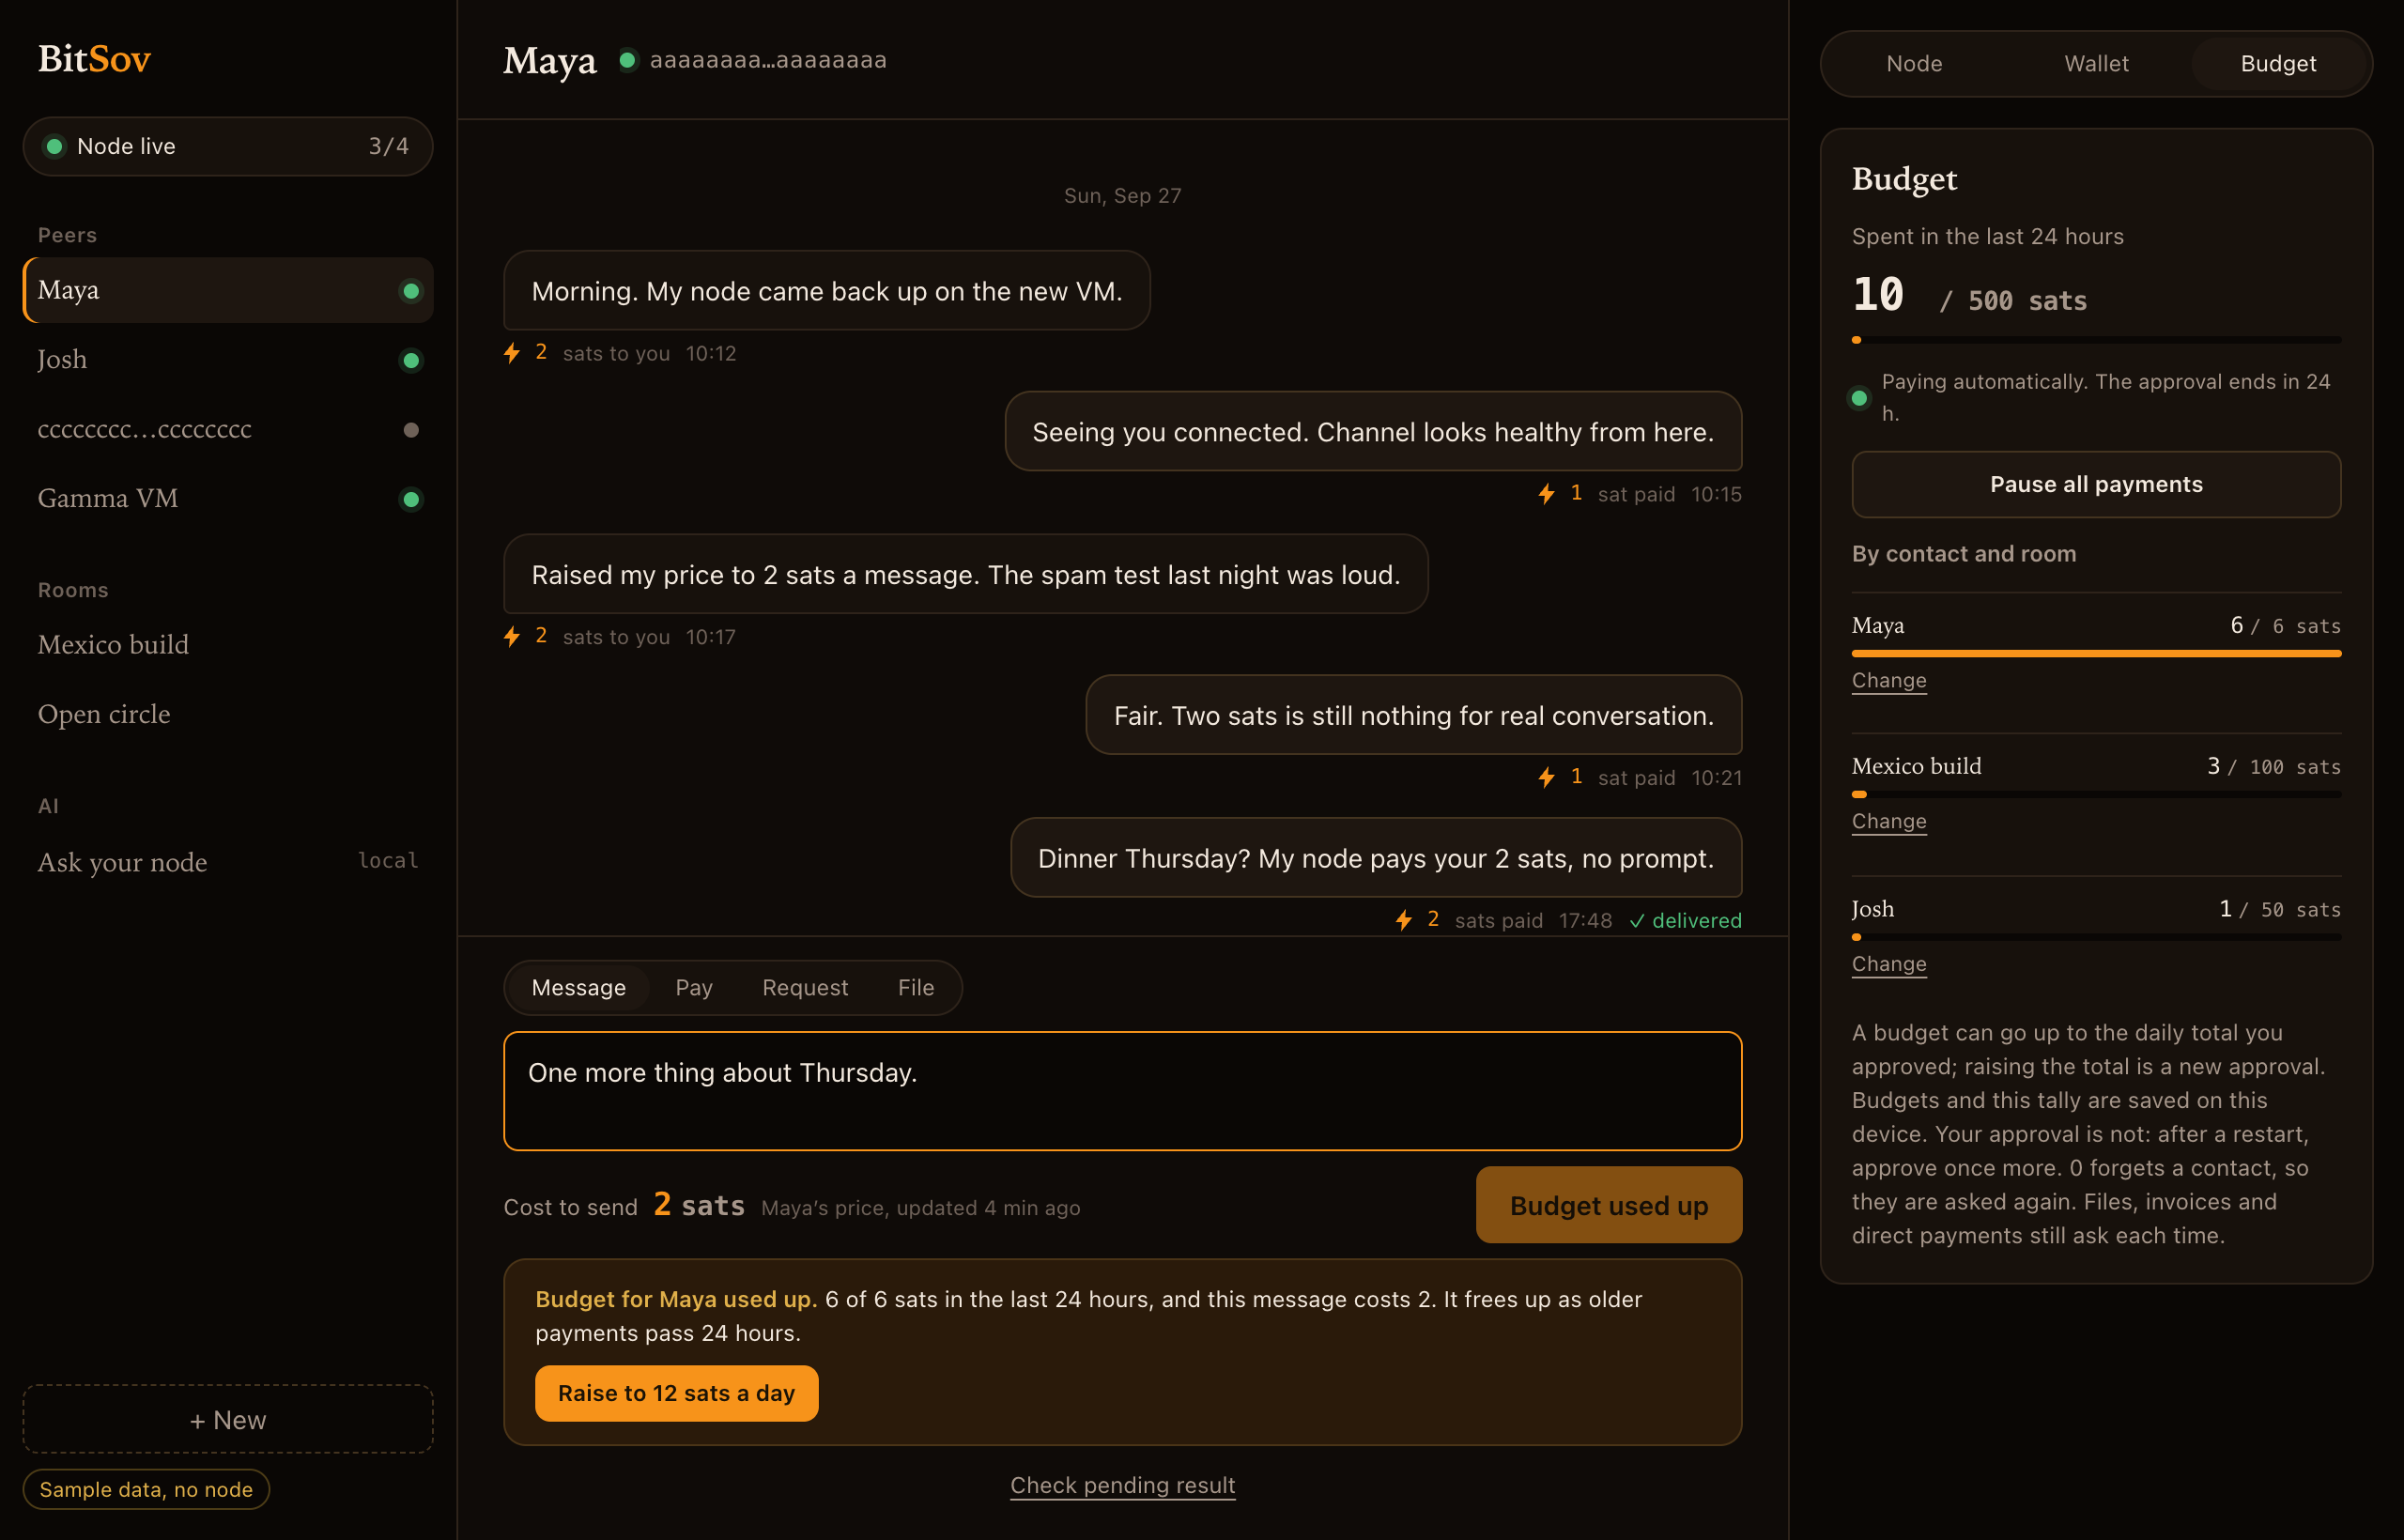 BitSov
Node live 3/4
Peers
Maya
Josh
cccccccc…cccccccc
Gamma VM
Rooms
Mexico build
Open circle
AI
Ask your node local
+ New
Sample data, no node
Maya aaaaaaaa…aaaaaaaa
Sun, Sep 27
Morning. My node came back up on the new VM.
2 sats to you 10:12
Seeing you connected. Channel looks healthy from here.
1 sat paid 10:15
Raised my price to 2 sats a message. The spam test last night was loud.
2 sats to you 10:17
Fair. Two sats is still nothing for real conversation.
1 sat paid 10:21
Dinner Thursday? My node pays your 2 sats, no prompt.
2 sats paid 17:48 ✓ delivered
Message Pay Request File
One more thing about Thursday.
Cost to send 2 sats Maya’s price, updated 4 min ago
Budget used up
Budget for Maya used up. 6 of 6 sats in the last 24 hours, and this message costs 2. It frees up as older
payments pass 24 hours.
Raise to 12 sats a day
Check pending result
Node Wallet Budget
Budget
Spent in the last 24 hours
10 / 500 sats
Paying automatically. The approval ends in 24
h.
Pause all payments
By contact and room
Maya 6 / 6 sats
Change
Mexico build 3 / 100 sats
Change
Josh 1 / 50 sats
Change
A budget can go up to the daily total you
approved; raising the total is a new approval.
Budgets and this tally are saved on this
device. Your approval is not: after a restart,
approve once more. 0 forgets a contact, so
they are asked again. Files, invoices and
direct payments still ask each time.